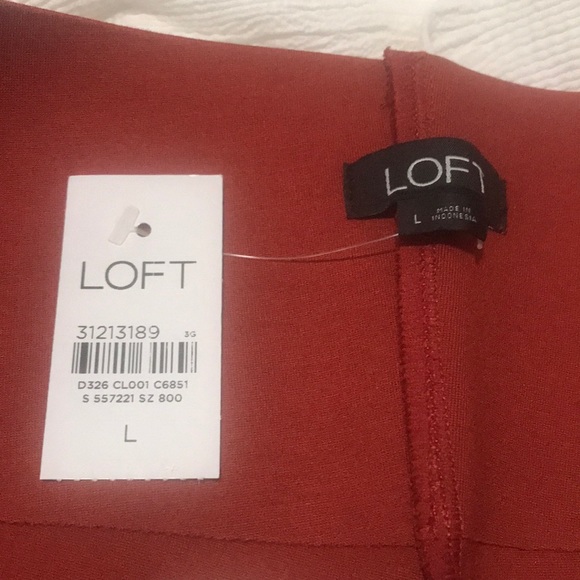 LOFT
31213189 3G
D326 CL001 C6851
S 557221 SZ 800
L
LOFT
L MADE IN
INDONESIA